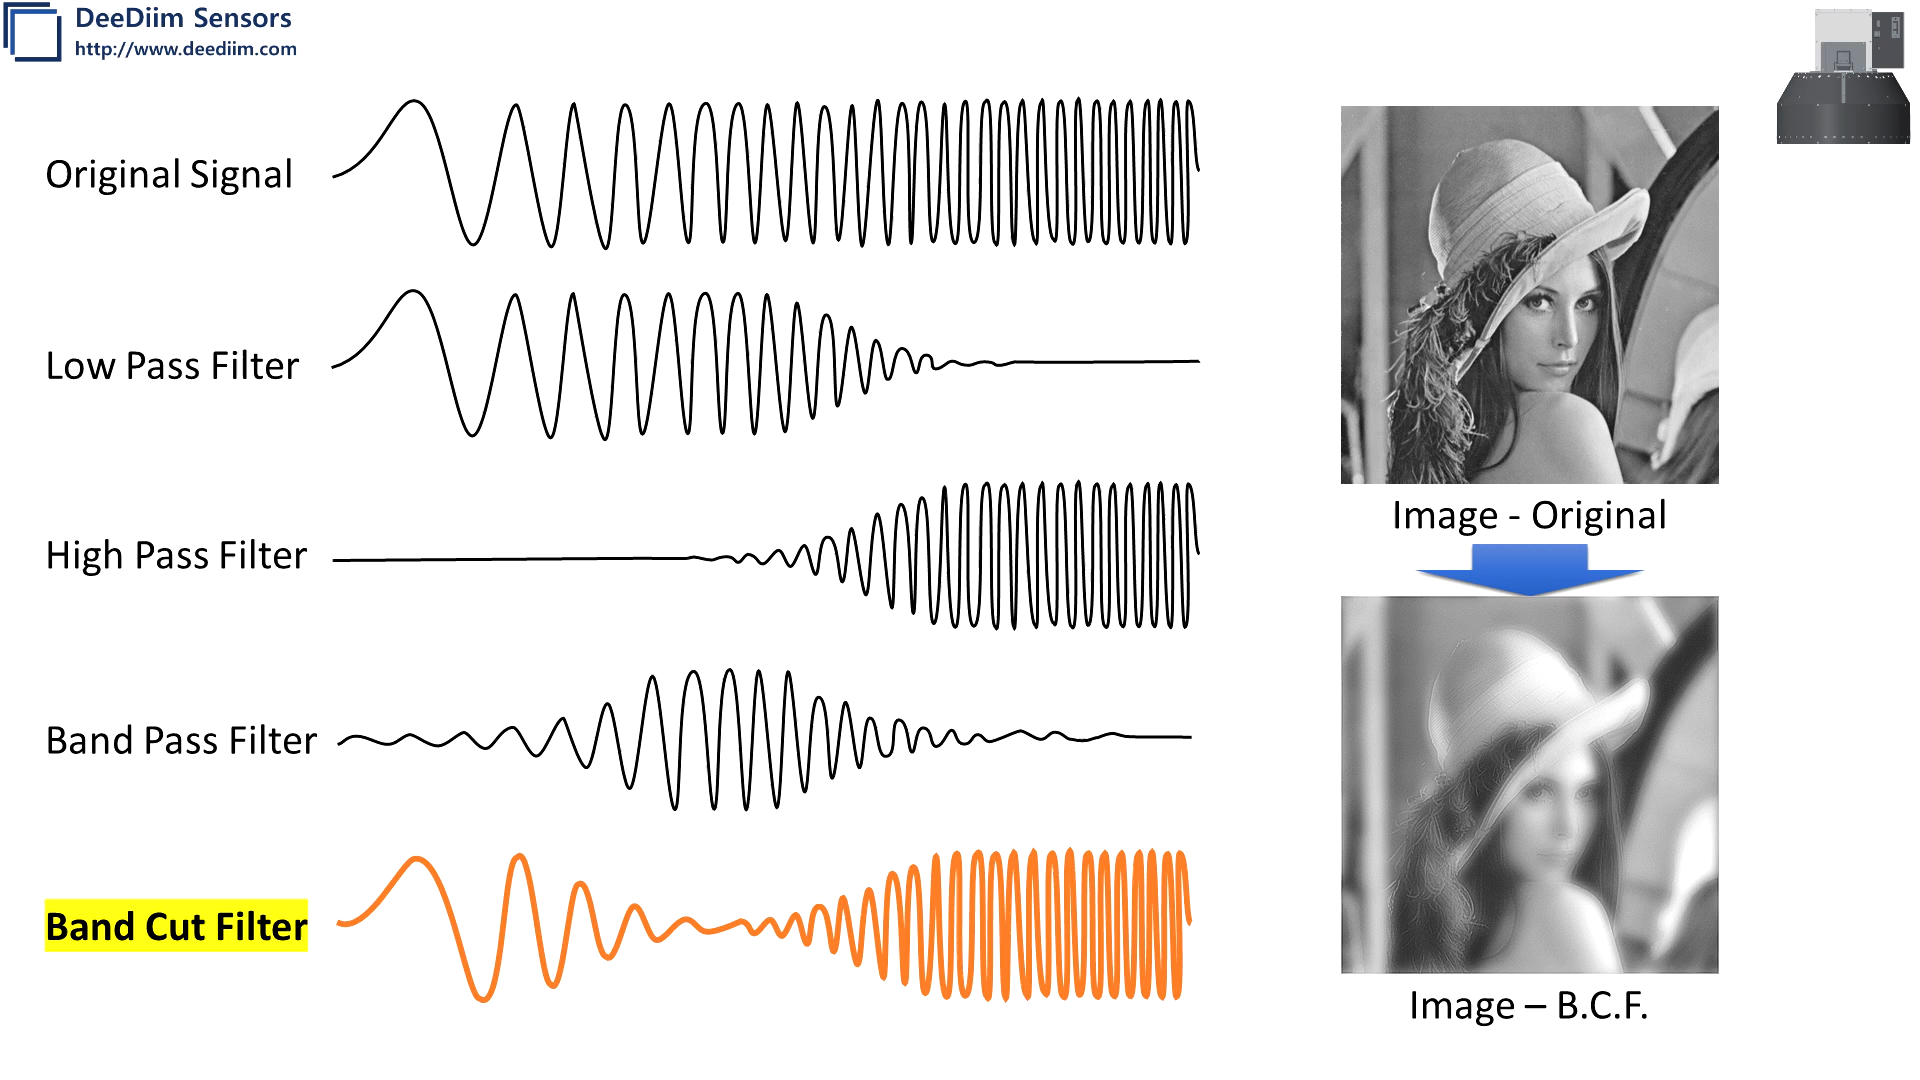 DeeDiim Sensors
http://www.deediim.com
Original Signal
Low Pass Filter
High Pass Filter
Band Pass Filter
Band Cut Filter
Image - Original
Image – B.C.F.